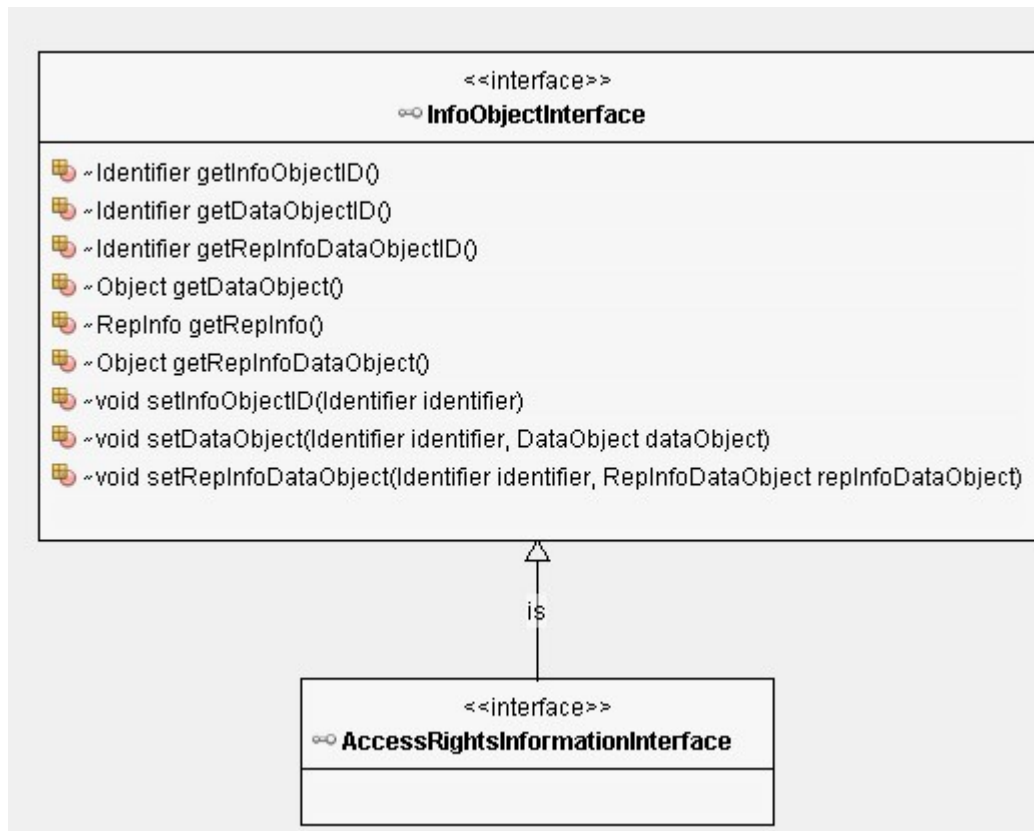 <<interface>>
InfoObjectInterface
~Identifier getInfoObjectID()
~Identifier getDataObjectID()
~Identifier getRepInfoDataObjectID()
~Object getDataObject()
~RepInfo getRepInfo()
~Object getRepInfoDataObject()
~void setInfoObjectID(Identifier identifier)
~void setDataObject(Identifier identifier, DataObject dataObject)
~void setRepInfoDataObject(Identifier identifier, RepInfoDataObject repInfoDataObject)
is
<<interface>>
AccessRightsInformationInterface